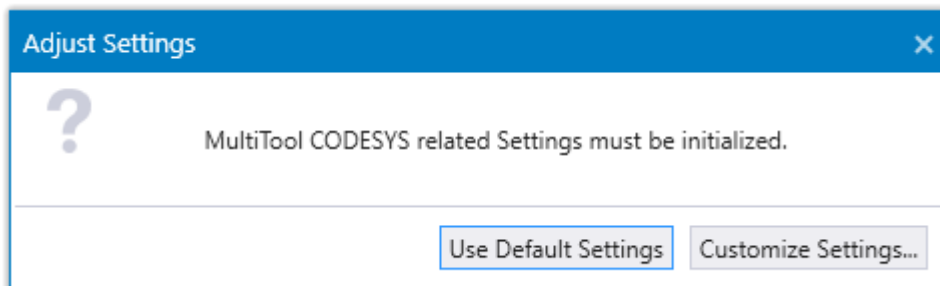 Adjust Settings
MultiTool CODESYS related Settings must be initialized.
Use Default Settings Customize Settings...